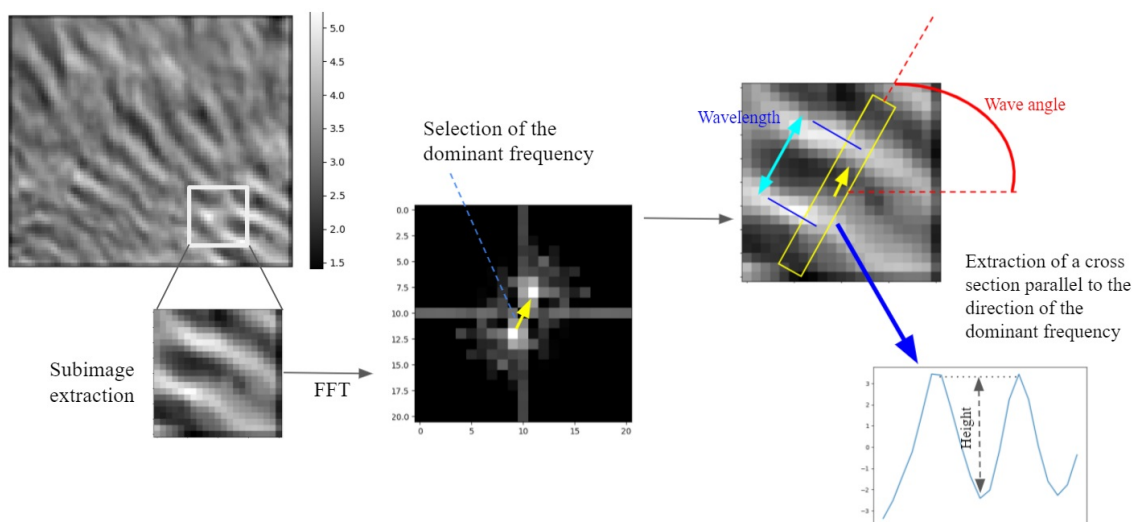 5.0
4.5
4.0
3.5
3.0
2.5
2.0
1.5
Subimage
extraction
FFT
Selection of the
dominant frequency
0.0
2.5
5.0
7.5
10.0
12.5
15.0
17.5
20.0
0
5
10
15
20
Wavelength
Wave angle
Extraction of a cross
section parallel to the
direction of the
dominant frequency
3
2
1
0
−1
−2
−3
Height